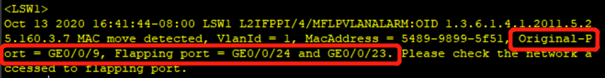 <LSW1>
Oct 13 2020 16:41:44-08:00 LSW1 L2IFPPI/4/MFLPVLANALARM:OID 1.3.6.1.4.1.2011.5.2
5.160.3.7 MAC move detected, VlanId = 1, MacAddress = 5489-9899-5f51, Original-P
ort = GE0/0/9, Flapping port = GE0/0/24 and GE0/0/23. Please check the network a
ccessed to flapping port.